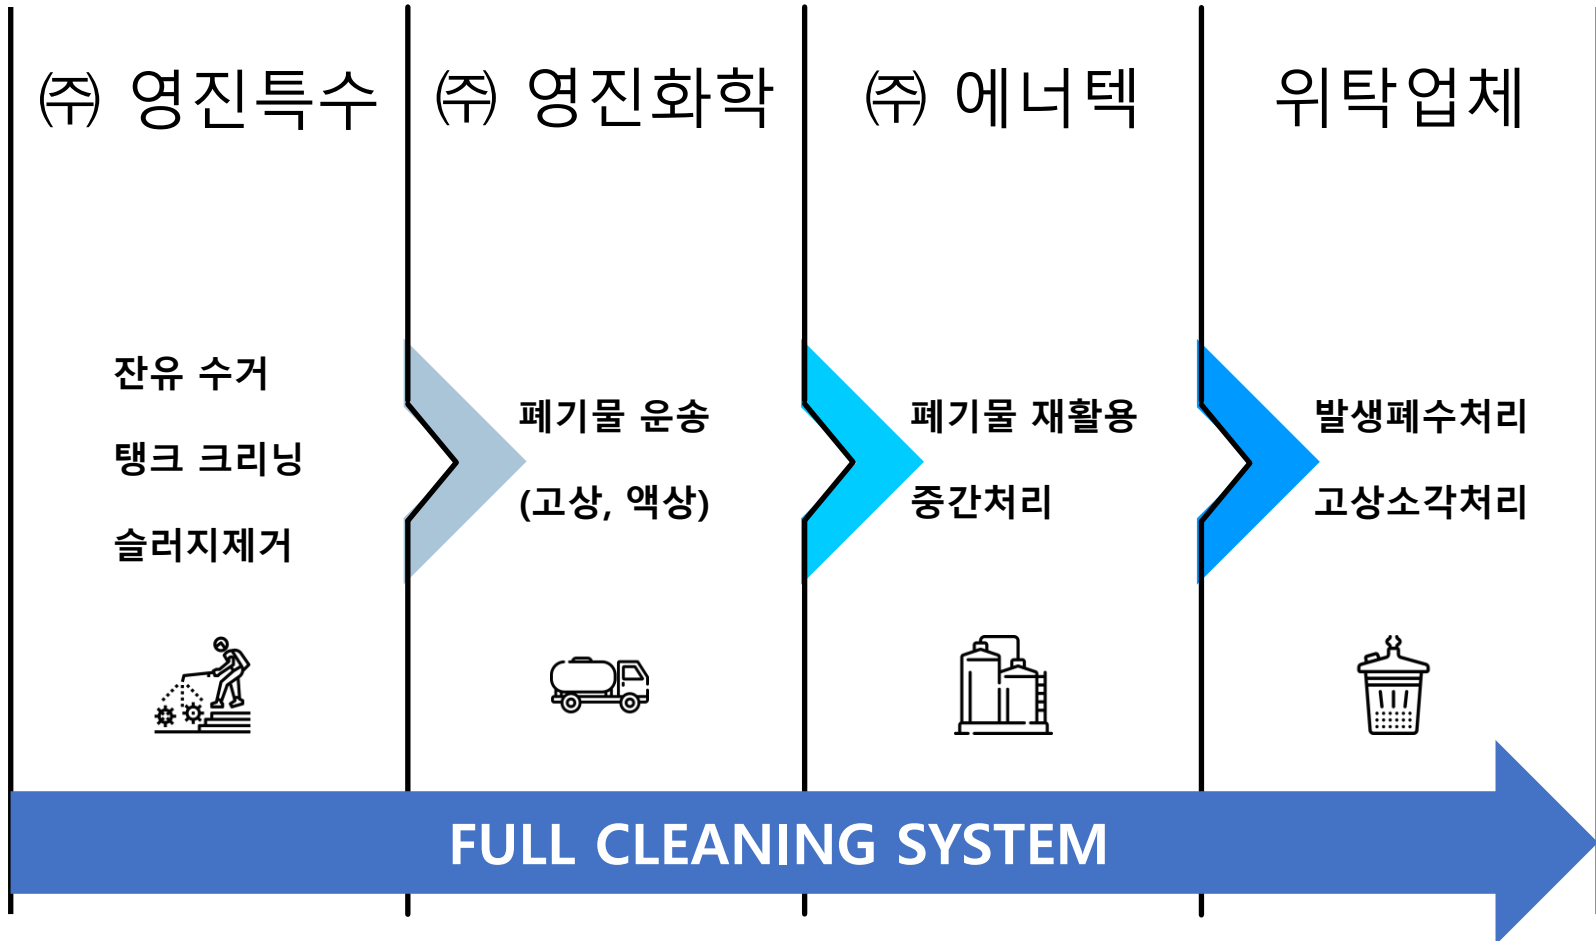 ㈜ 영진특수
잔유 수거
탱크 크리닝
슬러지제거
㈜ 영진화학
폐기물 운송
(고상, 액상)
㈜ 에너텍
폐기물 재활용
중간처리
위탁업체
발생폐수처리
고상소각처리
FULL CLEANING SYSTEM